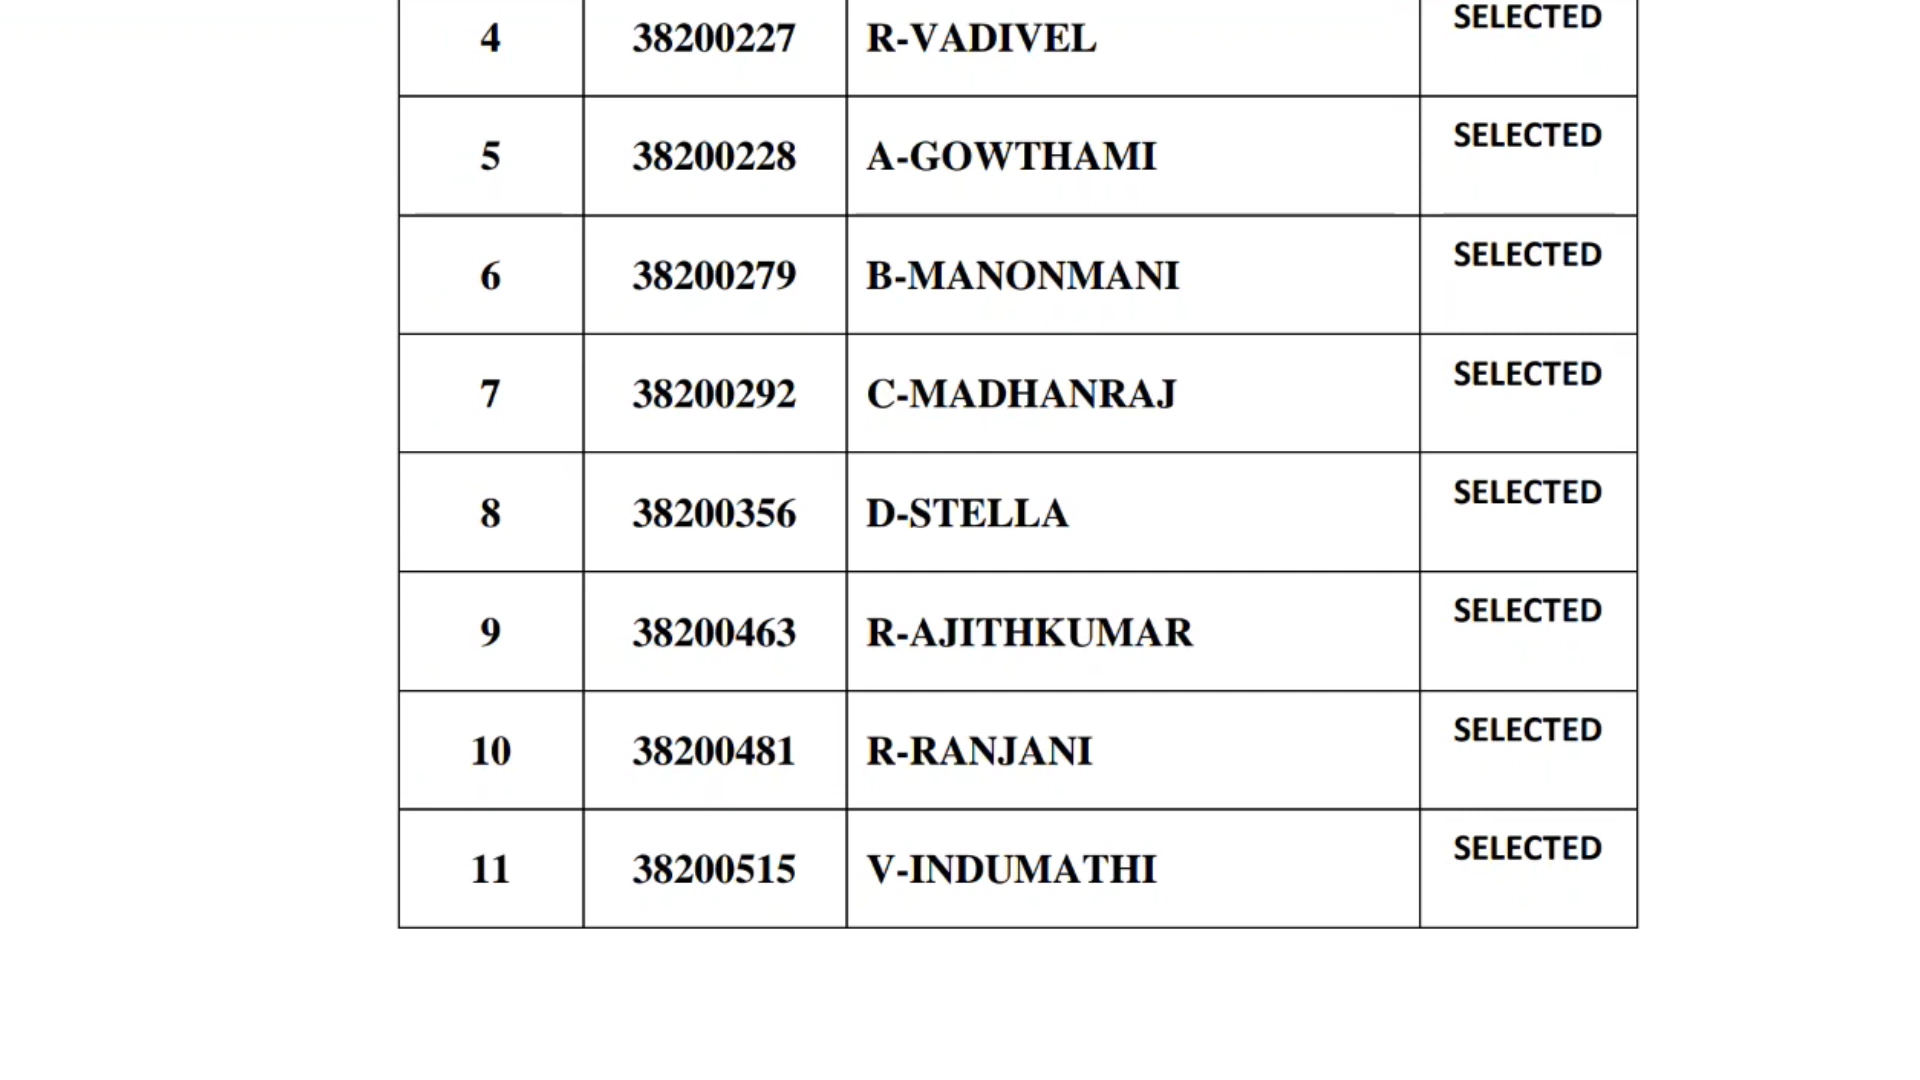 4 38200227 R-VADIVEL SELECTED
5 38200228 A-GOWTHAMI SELECTED
6 38200279 B-MANONMANI SELECTED
7 38200292 C-MADHANRAJ SELECTED
8 38200356 D-STELLA SELECTED
9 38200463 R-AJITHKUMAR SELECTED
10 38200481 R-RANJANI SELECTED
11 38200515 V-INDUMATHI SELECTED